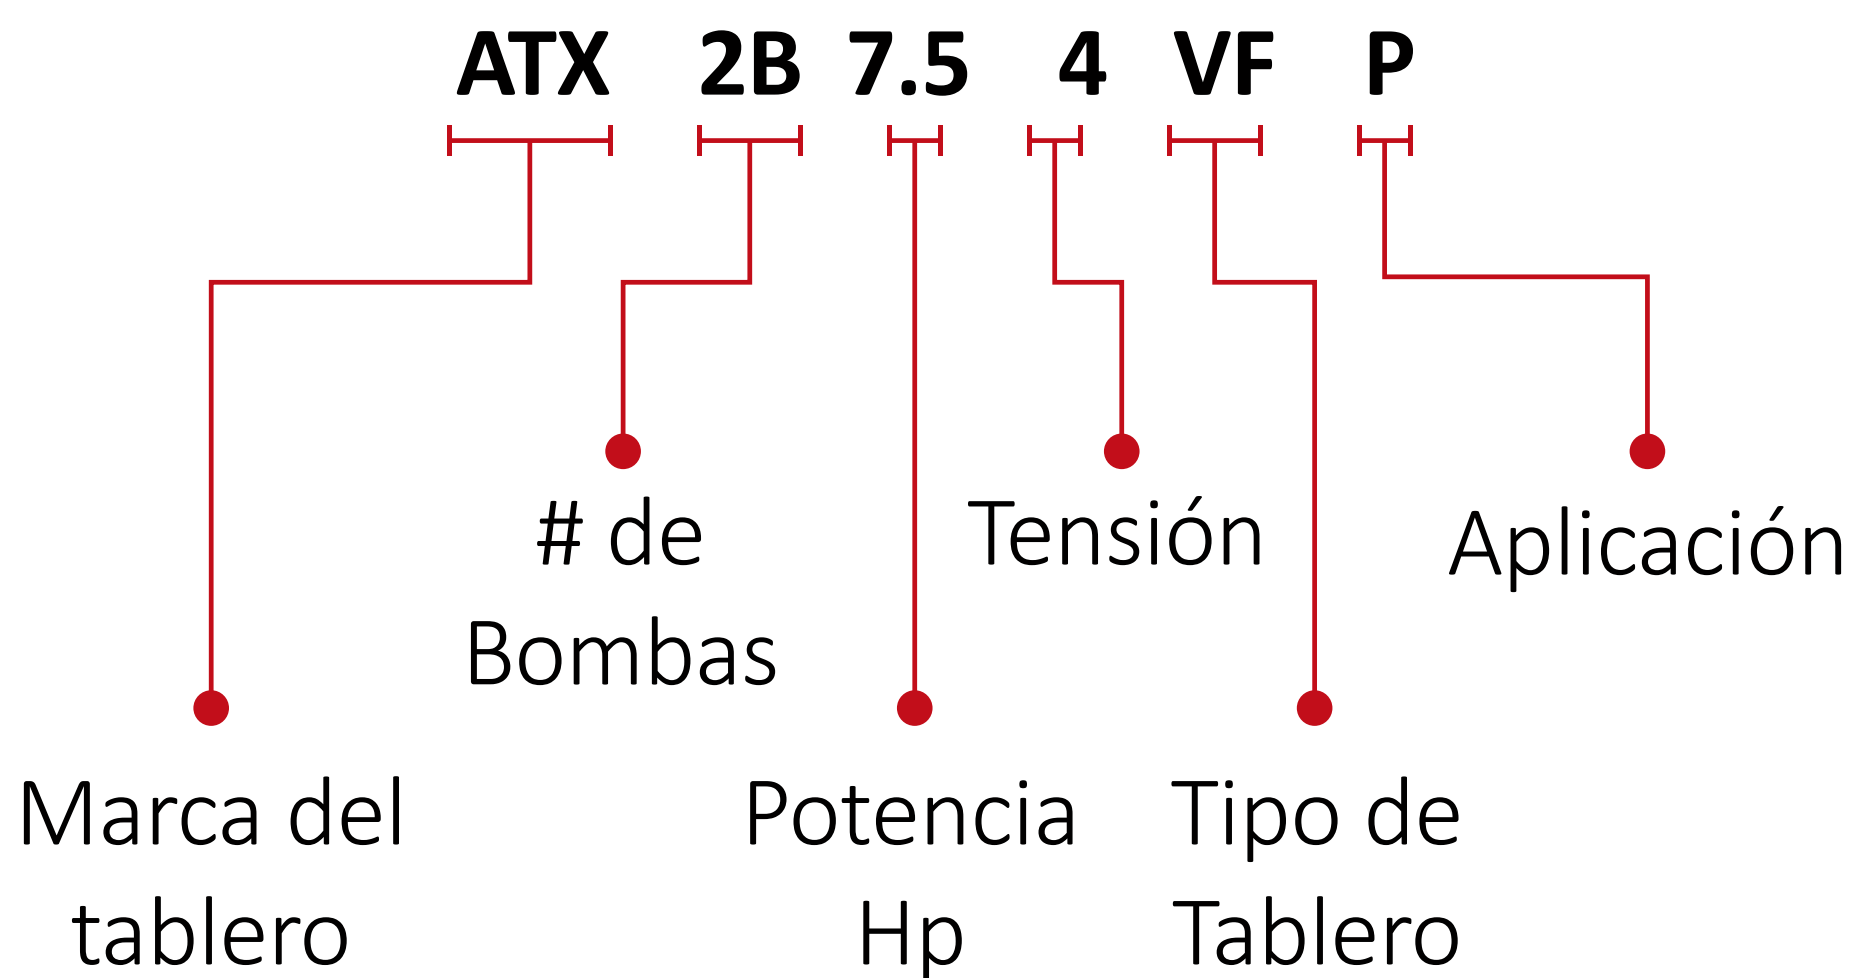 ATX 2B 7.5 4 VF P
# de
Bombas
Tensión
Aplicación
Marca del
tablero
Potencia
Hp
Tipo de
Tablero